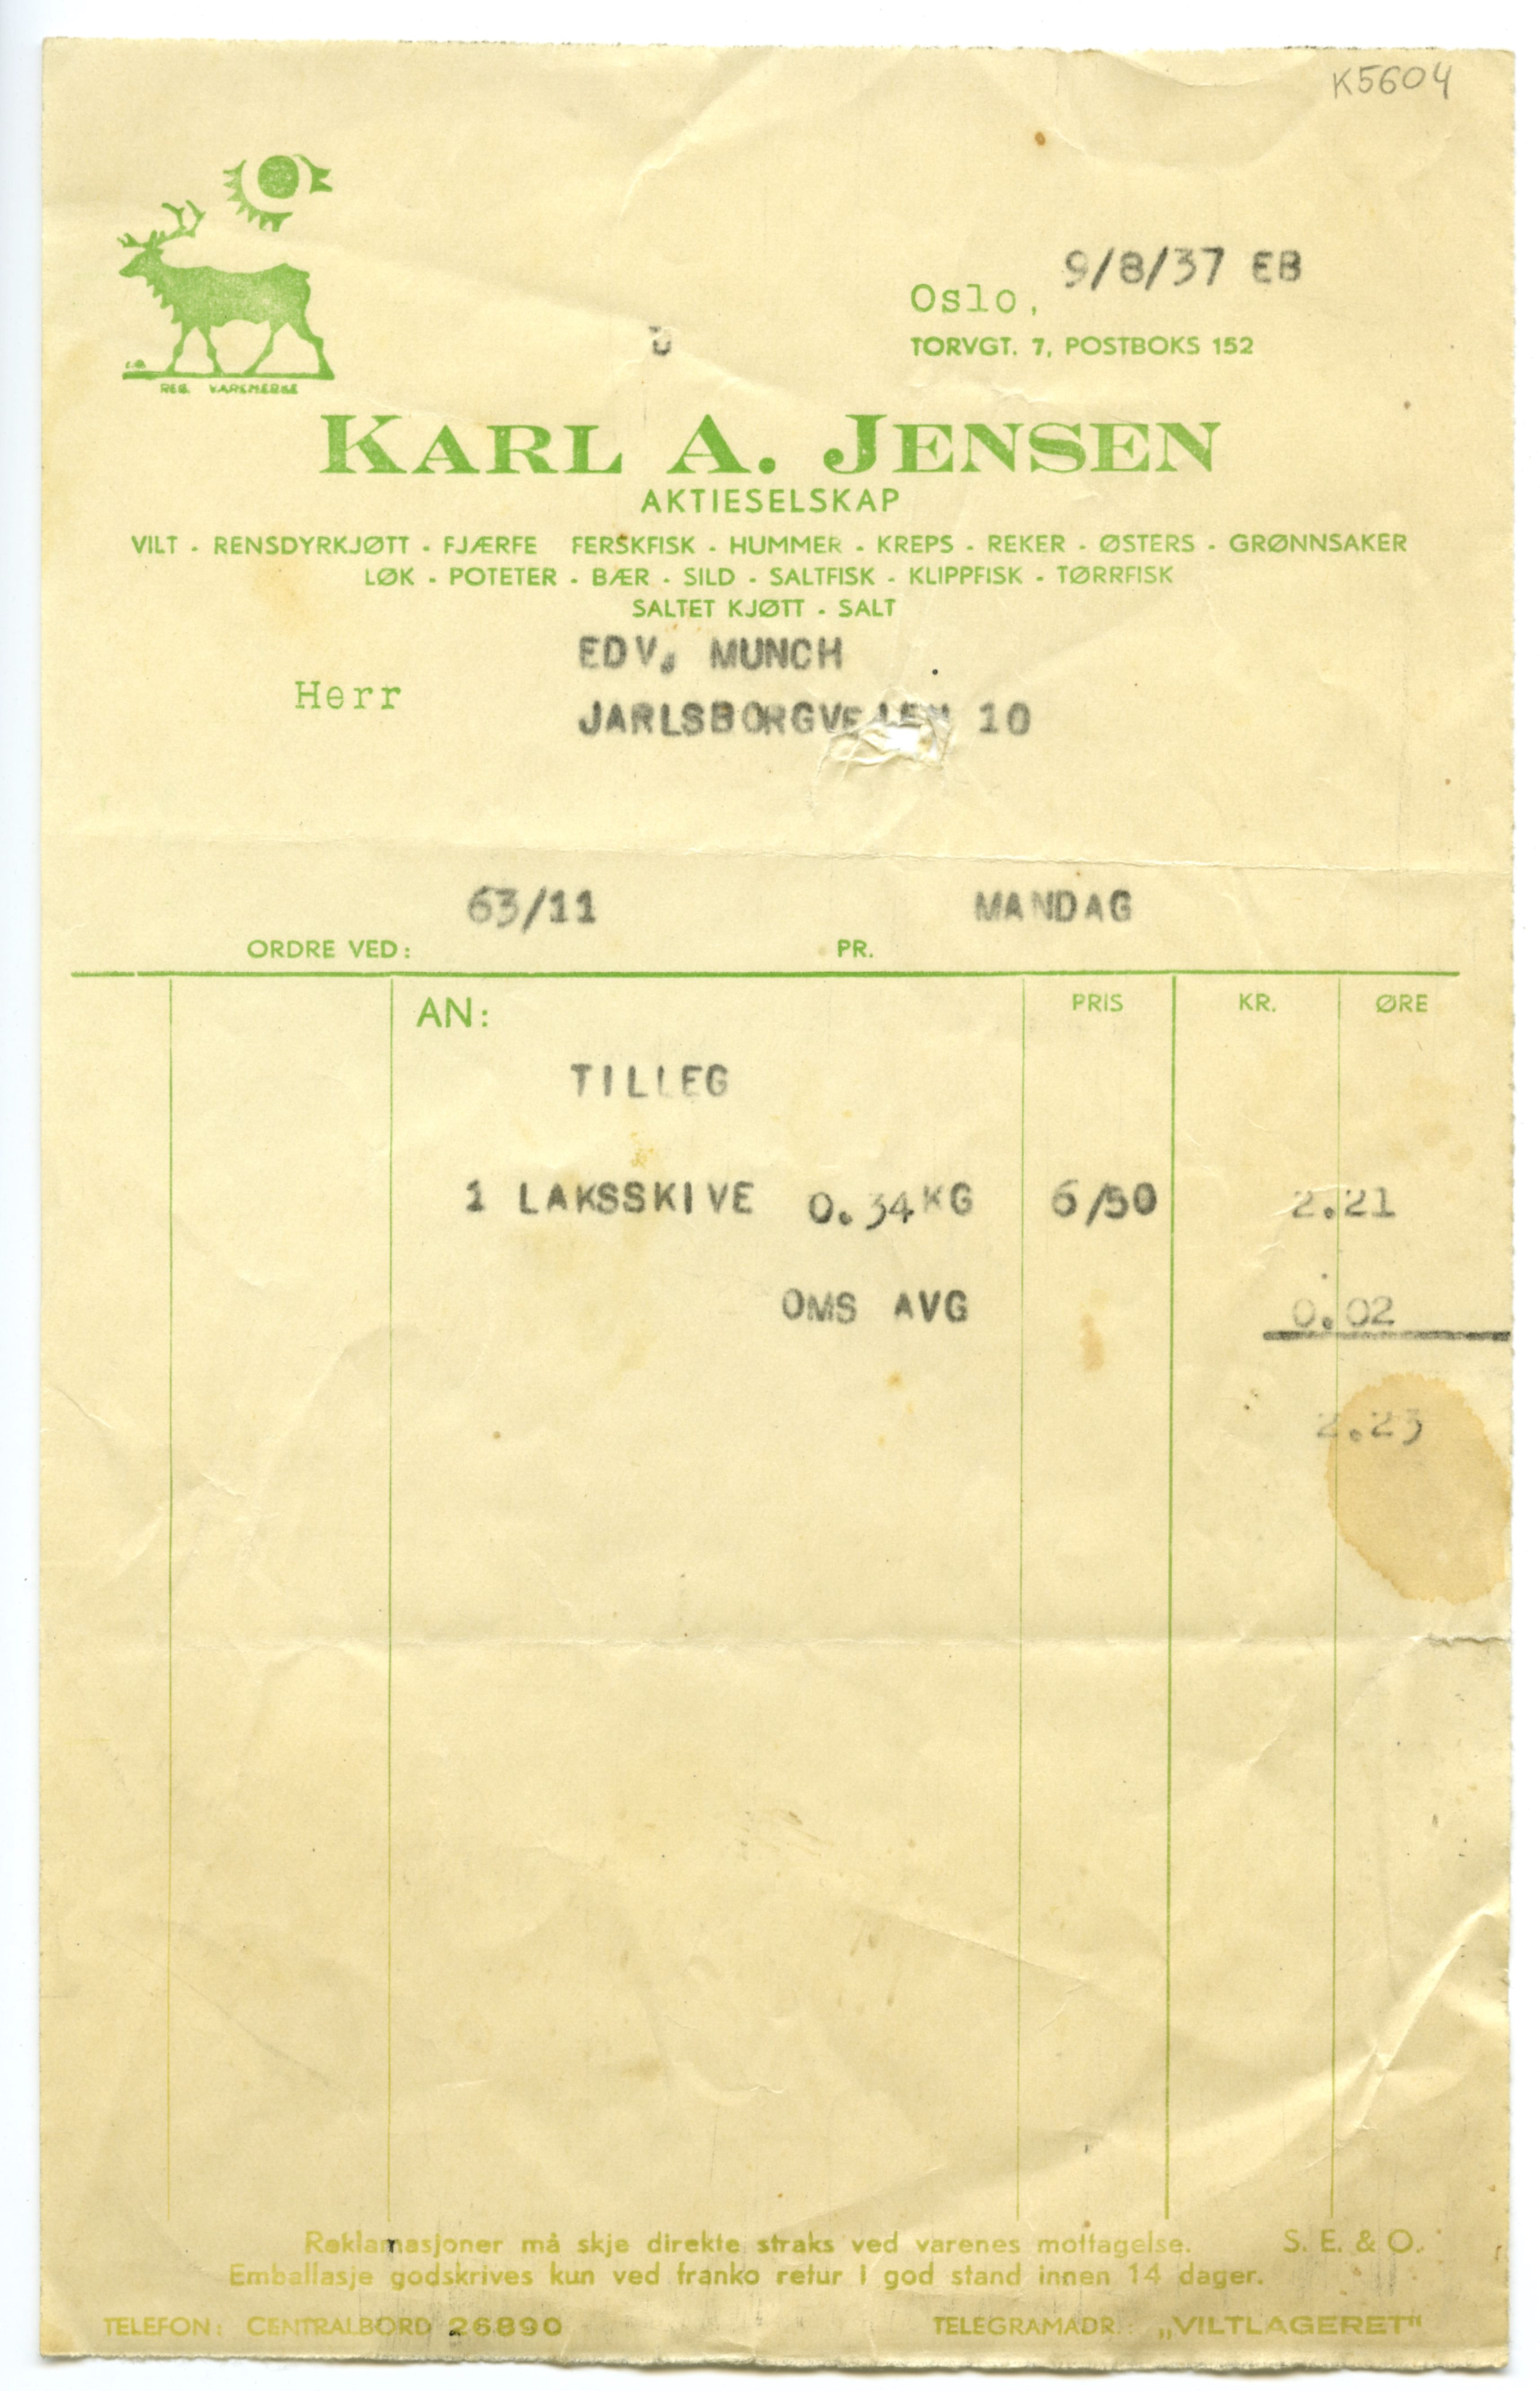 K5604
9/8/37 EB
Oslo,
TORVGT. 7, POSTBOKS 152
REG. VAREMERKE
KARL A. JENSEN
AKTIESELSKAP
VILT - RENSDYRKJØTT - FJÆRFE FERSKFISK - HUMMER - KREPS - REKER - ØSTERS - GRØNNSAKER
LØK - POTETER - BÆR - SILD - SALTFISK - KLIPPFISK - TØRRFISK
SALTET KJØTT - SALT
EDV. MUNCH
Herr
JARLSBORGVEIEN 10
63/11 MANDAG
ORDRE VED: PR.
AN: PRIS KR. ØRE
TILLEG
1 LAKSSKIVE 0.34KG 6/50 2.21
OMS AVG 0.02
2.23
Reklamasjoner må skje direkte straks ved varenes mottagelse. S. E. & O.
Emballasje godskrives kun ved franko retur i god stand innen 14 dager.
TELEFON: CENTRALBORD 26890 TELEGRAMADR.: „VILTLAGERET"